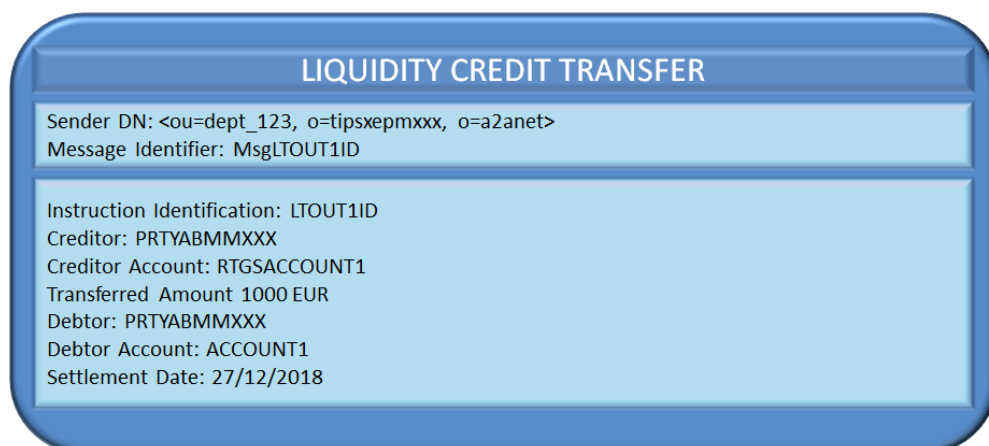 LIQUIDITY CREDIT TRANSFER
Sender DN: <ou=dept_123, o=tipsxepmxxx, o=a2anet>
Message Identifier: MsgLTOUT1ID
Instruction Identification: LTOUT1ID
Creditor: PRTYABMMXXX
Creditor Account: RTGSACCOUNT1
Transferred Amount 1000 EUR
Debtor: PRTYABMMXXX
Debtor Account: ACCOUNT1
Settlement Date: 27/12/2018